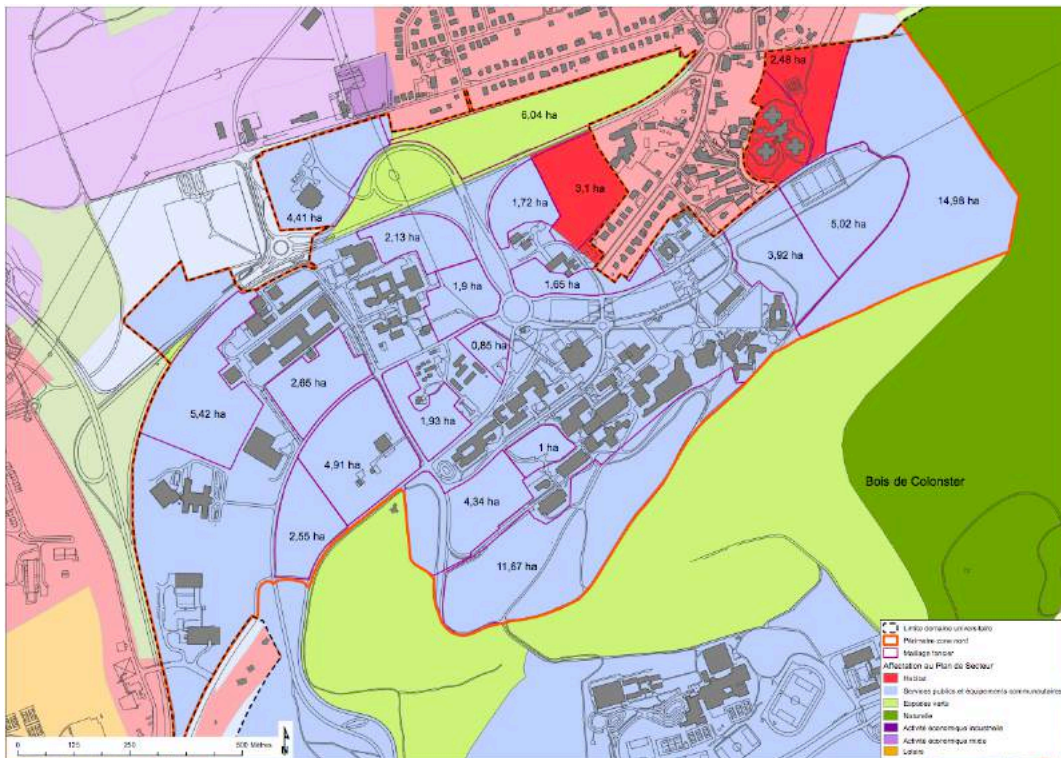 2,48 ha
6,04 ha
3,1 ha
1,72 ha
4,41 ha
14,98 ha
5,02 ha
2,13 ha
3,92 ha
1,9 ha
1,65 ha
0,85 ha
2,65 ha
5,42 ha
1,93 ha
1 ha
4,91 ha
Bois de Colonster
4,34 ha
2,55 ha
11,67 ha
Limite domaine universitaire
Périmètre zone nord
Maillage foncier
Affectation au Plan de Secteur
Habitat
Services publics et équipements communautaires
Espaces verts
Naturelle
Activité économique industrielle
Activité économique mixte
Loisirs
0 125 250 500 Mètres
N